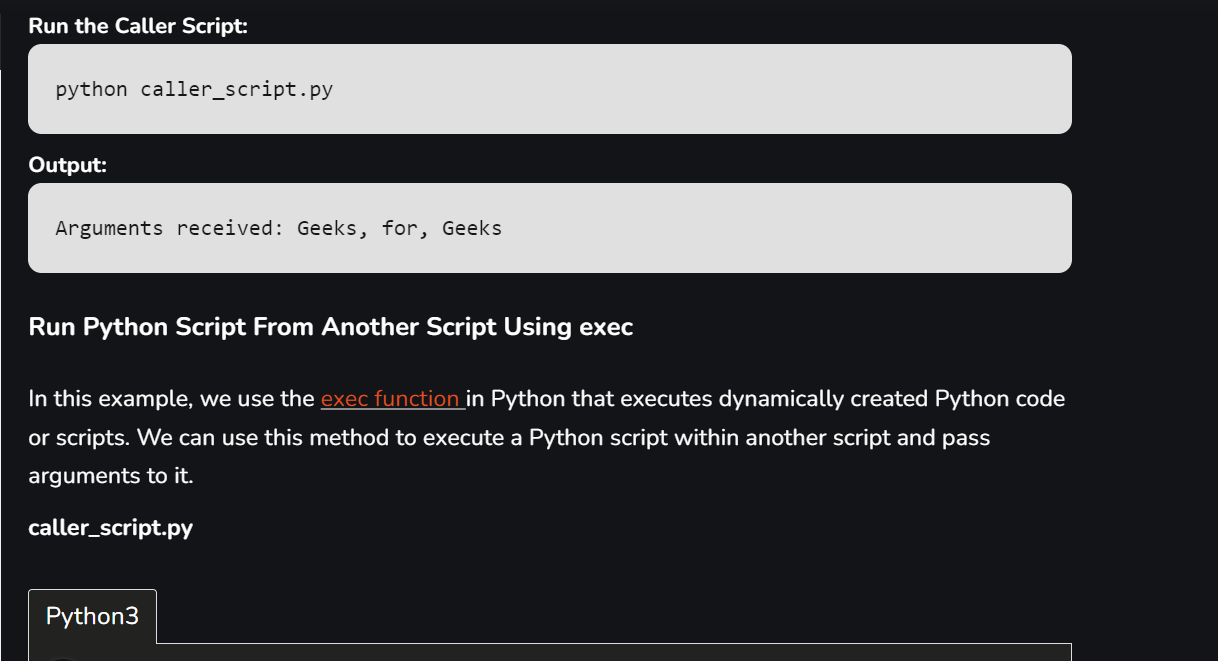 Run the Caller Script:
python caller_script.py
Output:
Arguments received: Geeks, for, Geeks
Run Python Script From Another Script Using exec
In this example, we use the exec function in Python that executes dynamically created Python code
or scripts. We can use this method to execute a Python script within another script and pass
arguments to it.
caller_script.py
Python3